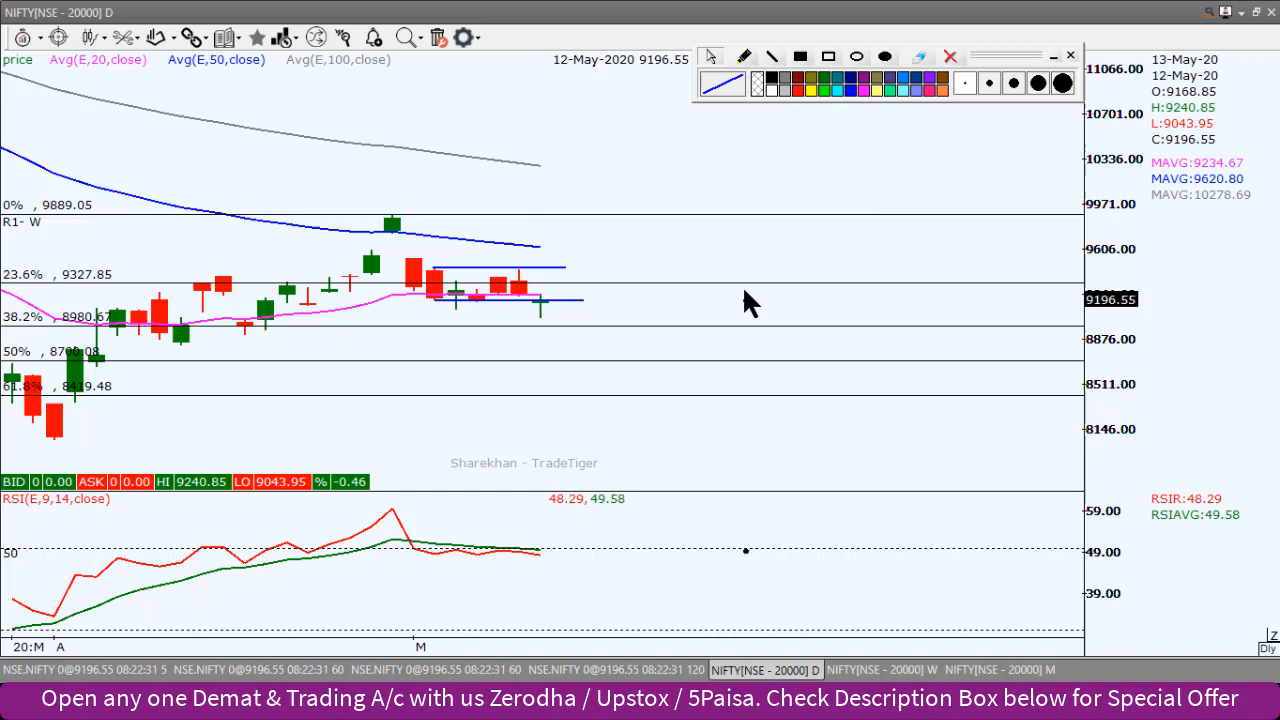 NIFTY[NSE - 20000] D
price Avg(E,20,close) Avg(E,50,close) Avg(E,100,close) 12-May-2020 9196.55
13-May-20
12-May-20
O:9168.85
H:9240.85
L:9043.95
C:9196.55
MAVG:9234.67
MAVG:9620.80
MAVG:10278.69
11066.00
10701.00
10336.00
9971.00
9606.00
9196.55
8876.00
8511.00
8146.00
0% , 9889.05
R1- W
23.6% , 9327.85
38.2% , 8980.67
50% , 8700.08
61.8% , 8419.48
Sharekhan - TradeTiger
BID 0 0.00 ASK 0 0.00 HI 9240.85 LO 9043.95 % -0.46
RSI(E,9,14,close) 48.29, 49.58
RSIR:48.29
RSIAVG:49.58
59.00
50
49.00
39.00
20:M A M
Z
Dly
NSE.NIFTY 0@9196.55 08:22:31 5 NSE.NIFTY 0@9196.55 08:22:31 60 NSE.NIFTY 0@9196.55 08:22:31 60 NSE.NIFTY 0@9196.55 08:22:31 120 NIFTY[NSE - 20000] D NIFTY[NSE - 20000] W NIFTY[NSE - 20000] M
Open any one Demat & Trading A/c with us Zerodha / Upstox / 5Paisa. Check Description Box below for Special Offer